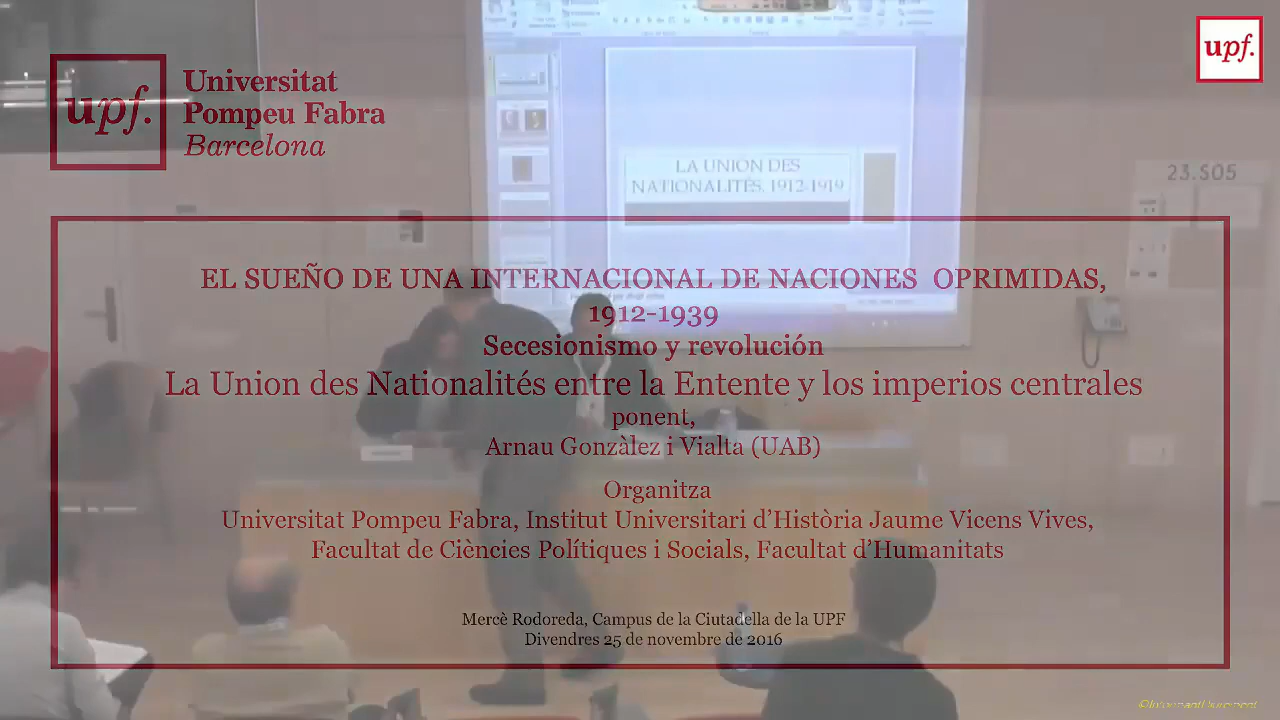 upf.
Universitat
Pompeu Fabra
Barcelona
upf.
LA UNION DES
NATIONALITÉS. 1912-1919
23.S05
EL SUEÑO DE UNA INTERNACIONAL DE NACIONES OPRIMIDAS,
1912-1939
Secesionismo y revolución
La Union des Nationalités entre la Entente y los imperios centrales
ponent,
Arnau Gonzàlez i Vialta (UAB)
Organitza
Universitat Pompeu Fabra, Institut Universitari d’Història Jaume Vicens Vives,
Facultat de Ciències Polítiques i Socials, Facultat d’Humanitats
Mercè Rodoreda, Campus de la Ciutadella de la UPF
Divendres 25 de novembre de 2016